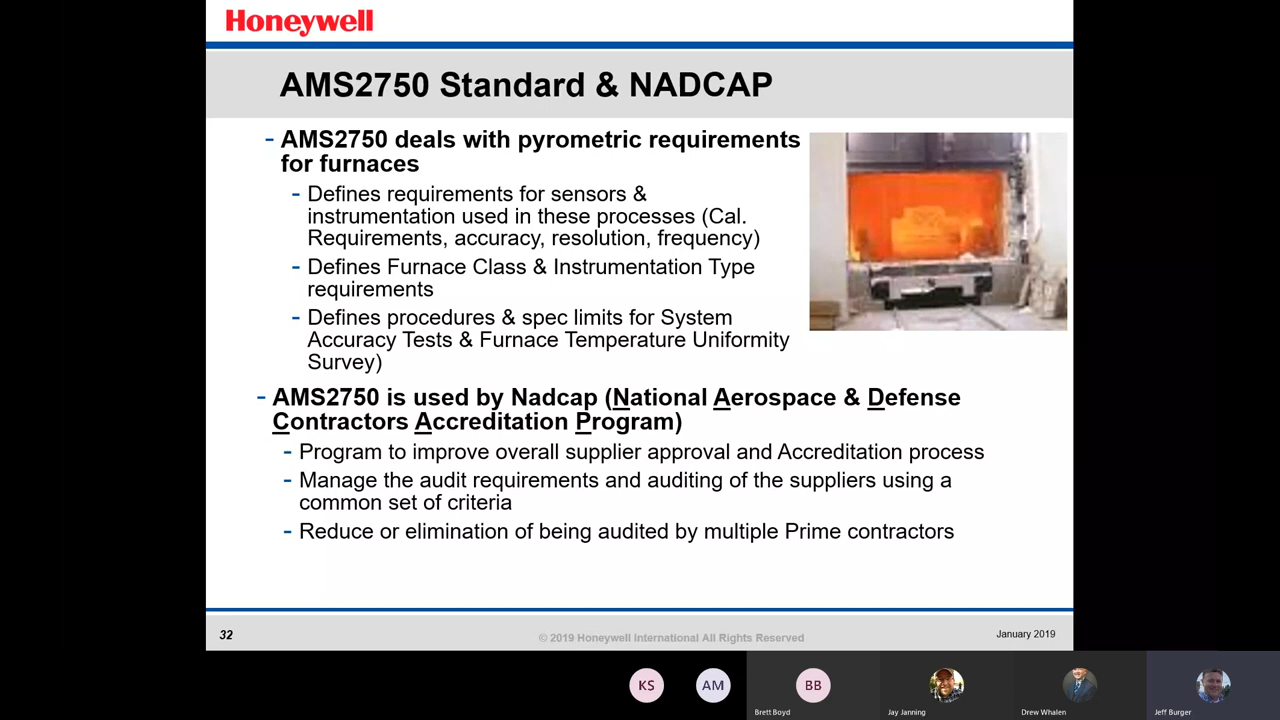 Honeywell
AMS2750 Standard & NADCAP
- AMS2750 deals with pyrometric requirements
for furnaces
- Defines requirements for sensors &
instrumentation used in these processes (Cal.
Requirements, accuracy, resolution, frequency)
- Defines Furnace Class & Instrumentation Type
requirements
- Defines procedures & spec limits for System
Accuracy Tests & Furnace Temperature Uniformity
Survey)
- AMS2750 is used by Nadcap (National Aerospace & Defense
Contractors Accreditation Program)
- Program to improve overall supplier approval and Accreditation process
- Manage the audit requirements and auditing of the suppliers using a
common set of criteria
- Reduce or elimination of being audited by multiple Prime contractors
32
© 2019 Honeywell International All Rights Reserved
January 2019
KS
AM
BB
Brett Boyd
Jay Janning
Drew Whalen
Jeff Burger